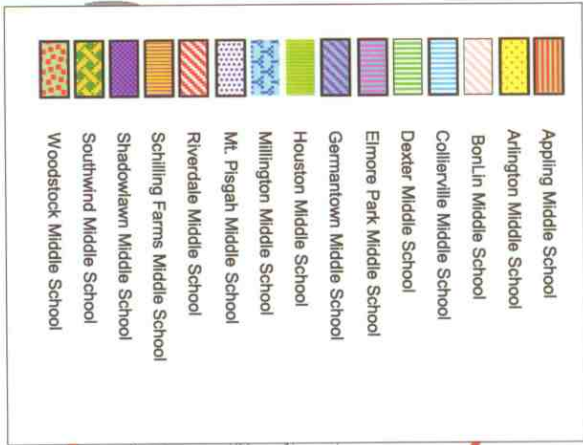 Appling Middle School
Arlington Middle School
BonLin Middle School
Collierville Middle School
Dexter Middle School
Elmore Park Middle School
Germantown Middle School
Houston Middle School
Millington Middle School
Mt. Pisgah Middle School
Riverdale Middle School
Schilling Farms Middle School
Shadowlawn Middle School
Southwind Middle School
Woodstock Middle School